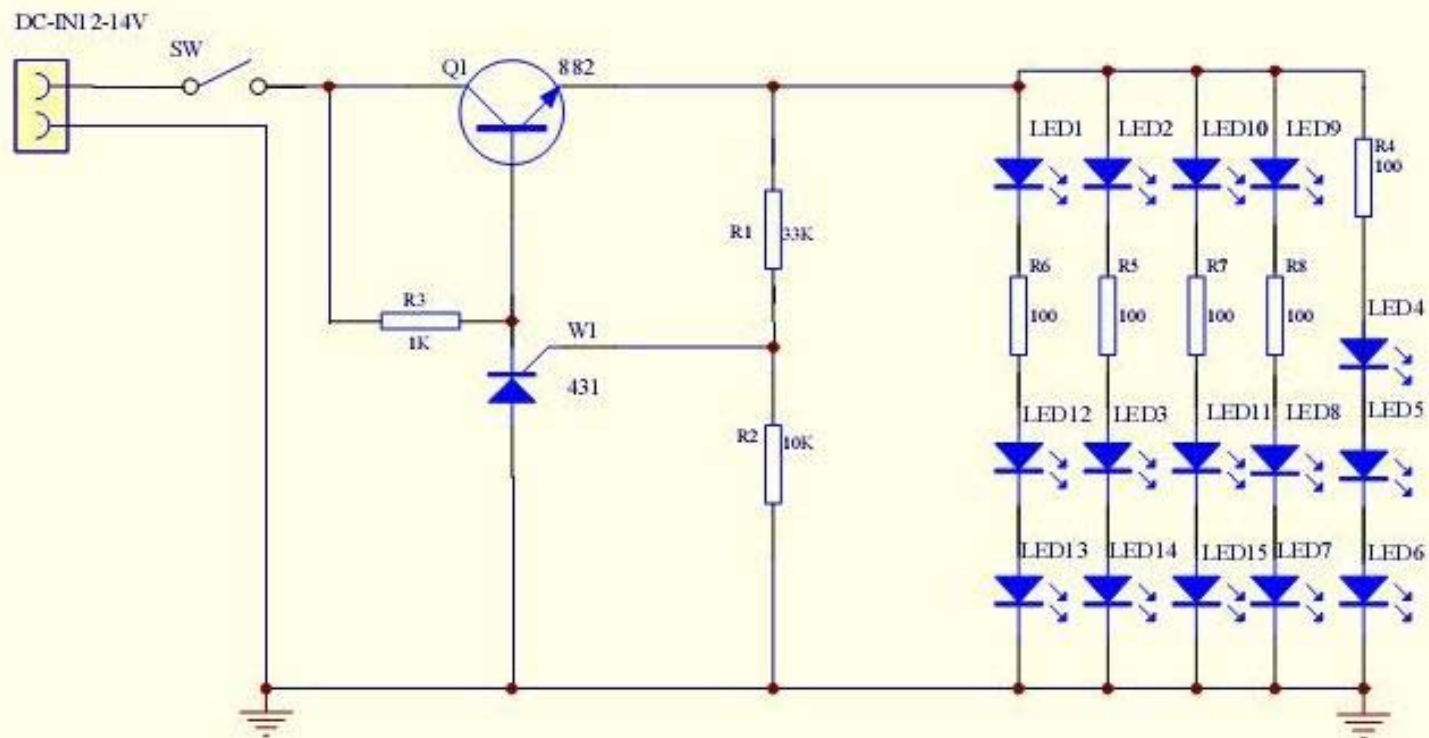 DC-IN12-14V
SW
Q1
882
LED1
LED2
LED10
LED9
R4
100
R1
33K
R6
100
R5
100
R7
100
R8
100
R3
1K
W1
431
LED4
LED12
LED3
LED11
LED8
LED5
R2
10K
LED13
LED14
LED15
LED7
LED6